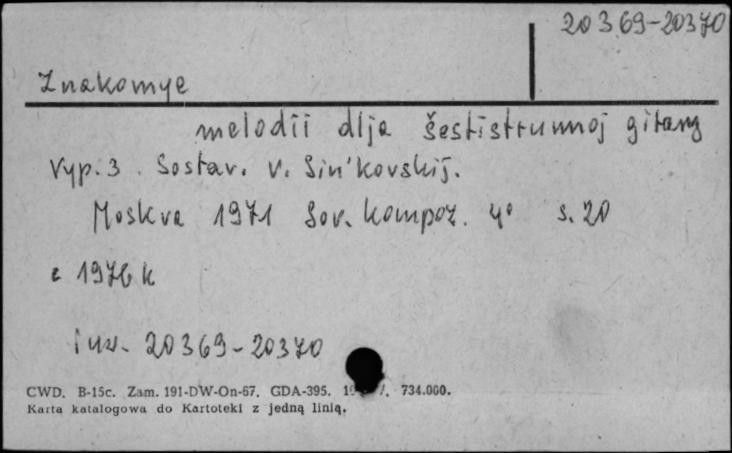 20369-20370
Znakomye
melodii dlja šestistrunnoj gitary
Vyp. 3. Sostav. V. Sin'kovskij.
Moskva 1971 Sov. kompoz. 4° s. 20
c 1976 k
inw. 20369-20370
CWD. B-15c. Zam. 191-DW-On-67. GDA-395. 734.000.
Karta katalogowa do Kartoteki z jedną linią.